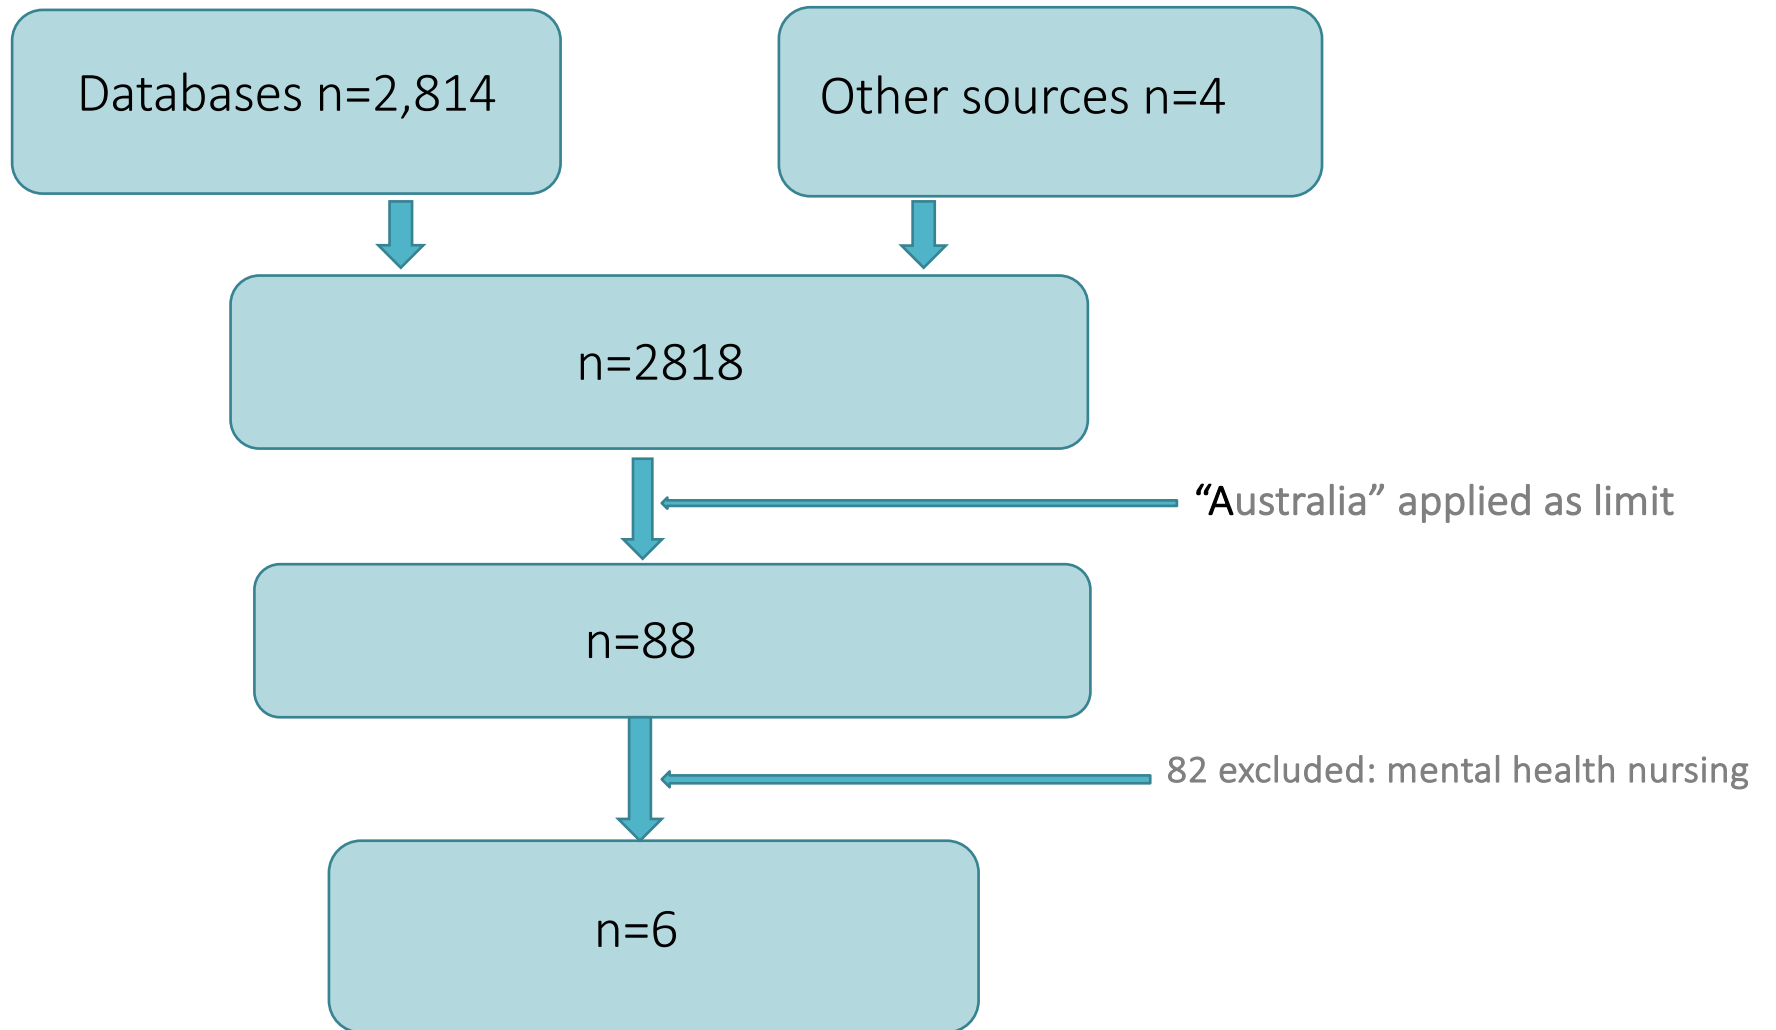 Databases n=2,814
Other sources n=4
n=2818
“Australia” applied as limit
n=88
82 excluded: mental health nursing
n=6